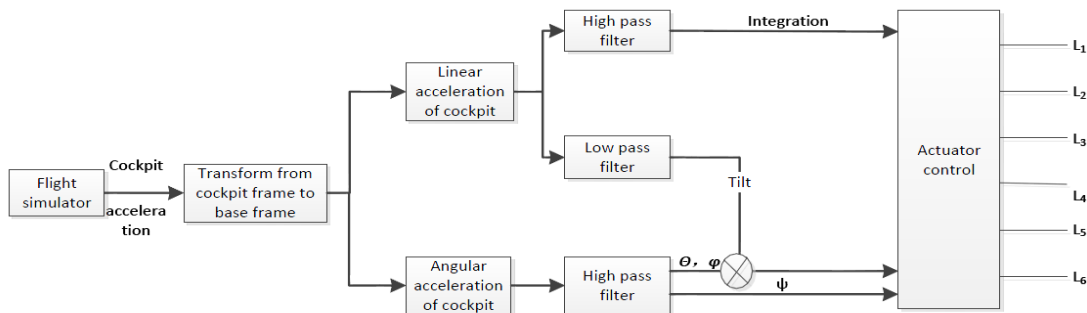 Flight
simulator
Cockpit
accelera
tion
Transform from
cockpit frame to
base frame
Linear
acceleration
of cockpit
Angular
acceleration
of cockpit
High pass
filter
Low pass
filter
High pass
filter
Integration
Tilt
Θ, φ
ψ
Actuator
control
L₁
L₂
L₃
L₄
L₅
L₆